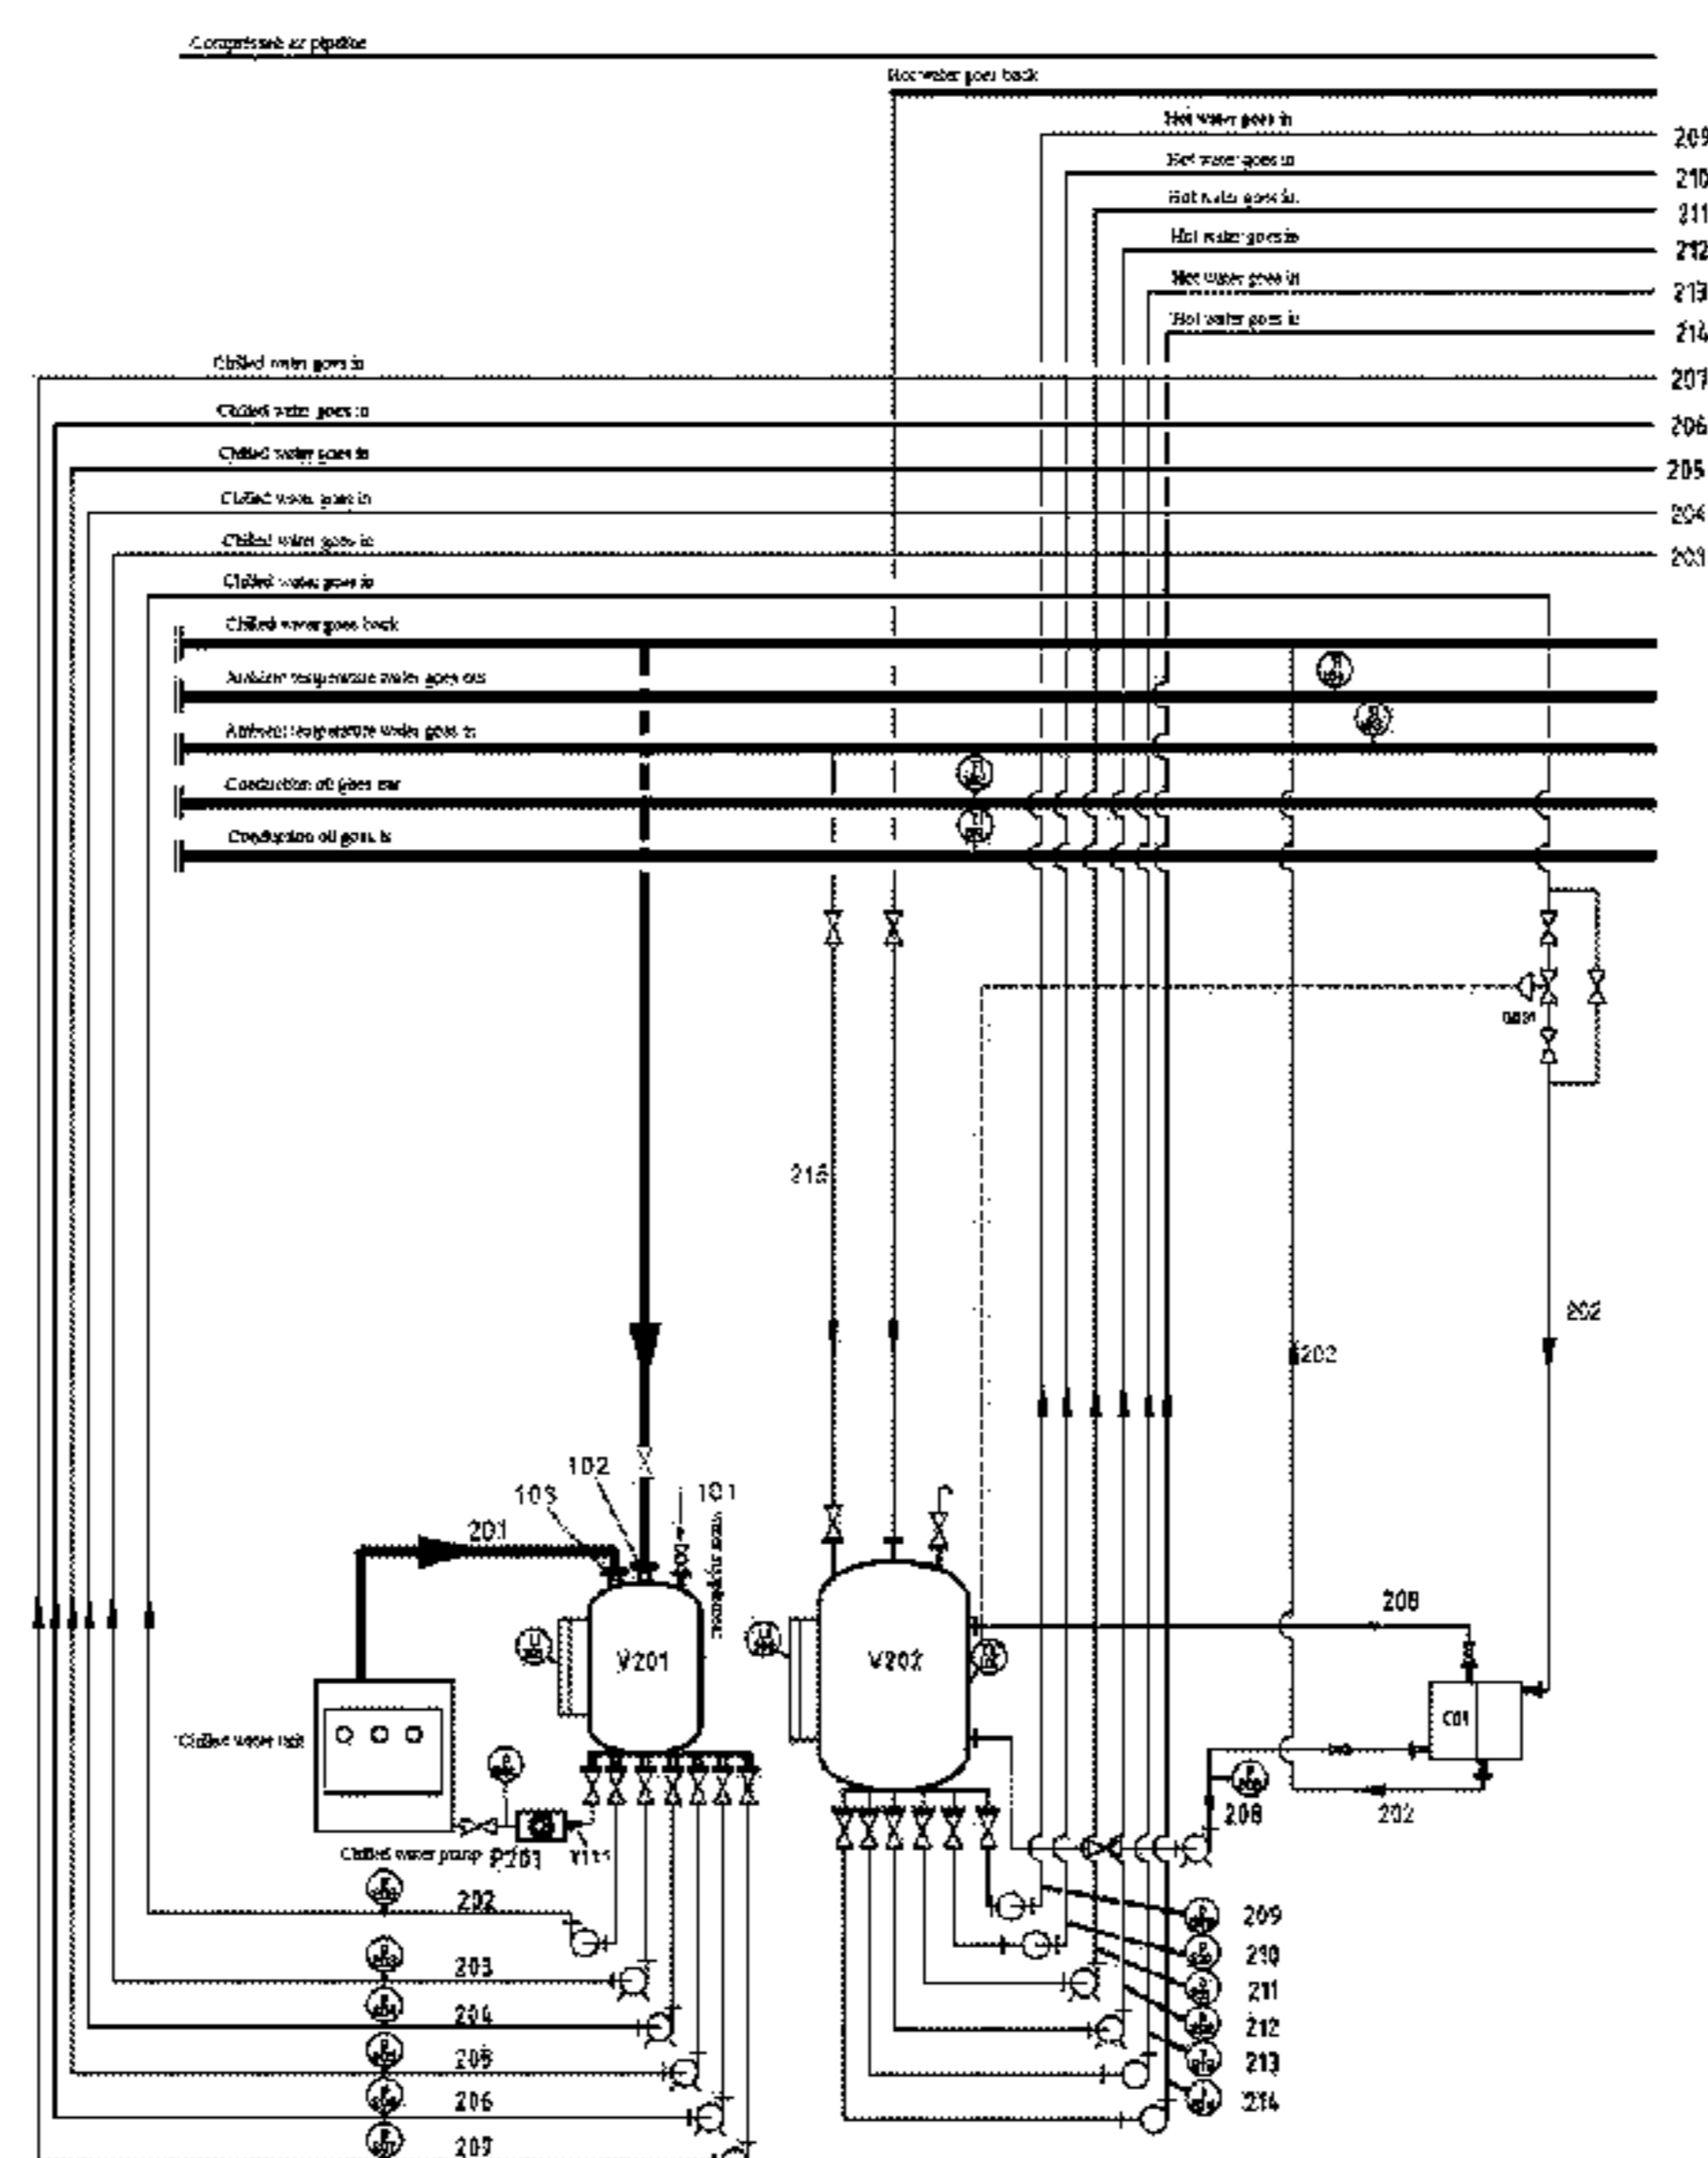 Compressed air pipeline
Hot water goes back
Hot water goes in
209
Hot water goes in
210
Hot water goes in
211
Hot water goes in
212
Hot water goes in
213
Hot water goes in
214
Chilled water goes in
207
Chilled water goes in
206
Chilled water goes in
205
Chilled water goes in
204
Chilled water goes in
203
Chilled water goes in
Chilled water goes back
Ambient temperature water goes out
Ambient temperature water goes in
Conduction oil goes out
Conduction oil goes in
202
202
102
103
101
201
208
V201
V202
C01
Chilled water unit
208
202
Chilled water pump
P201
202
209
210
203
211
204
212
205
213
206
214
207